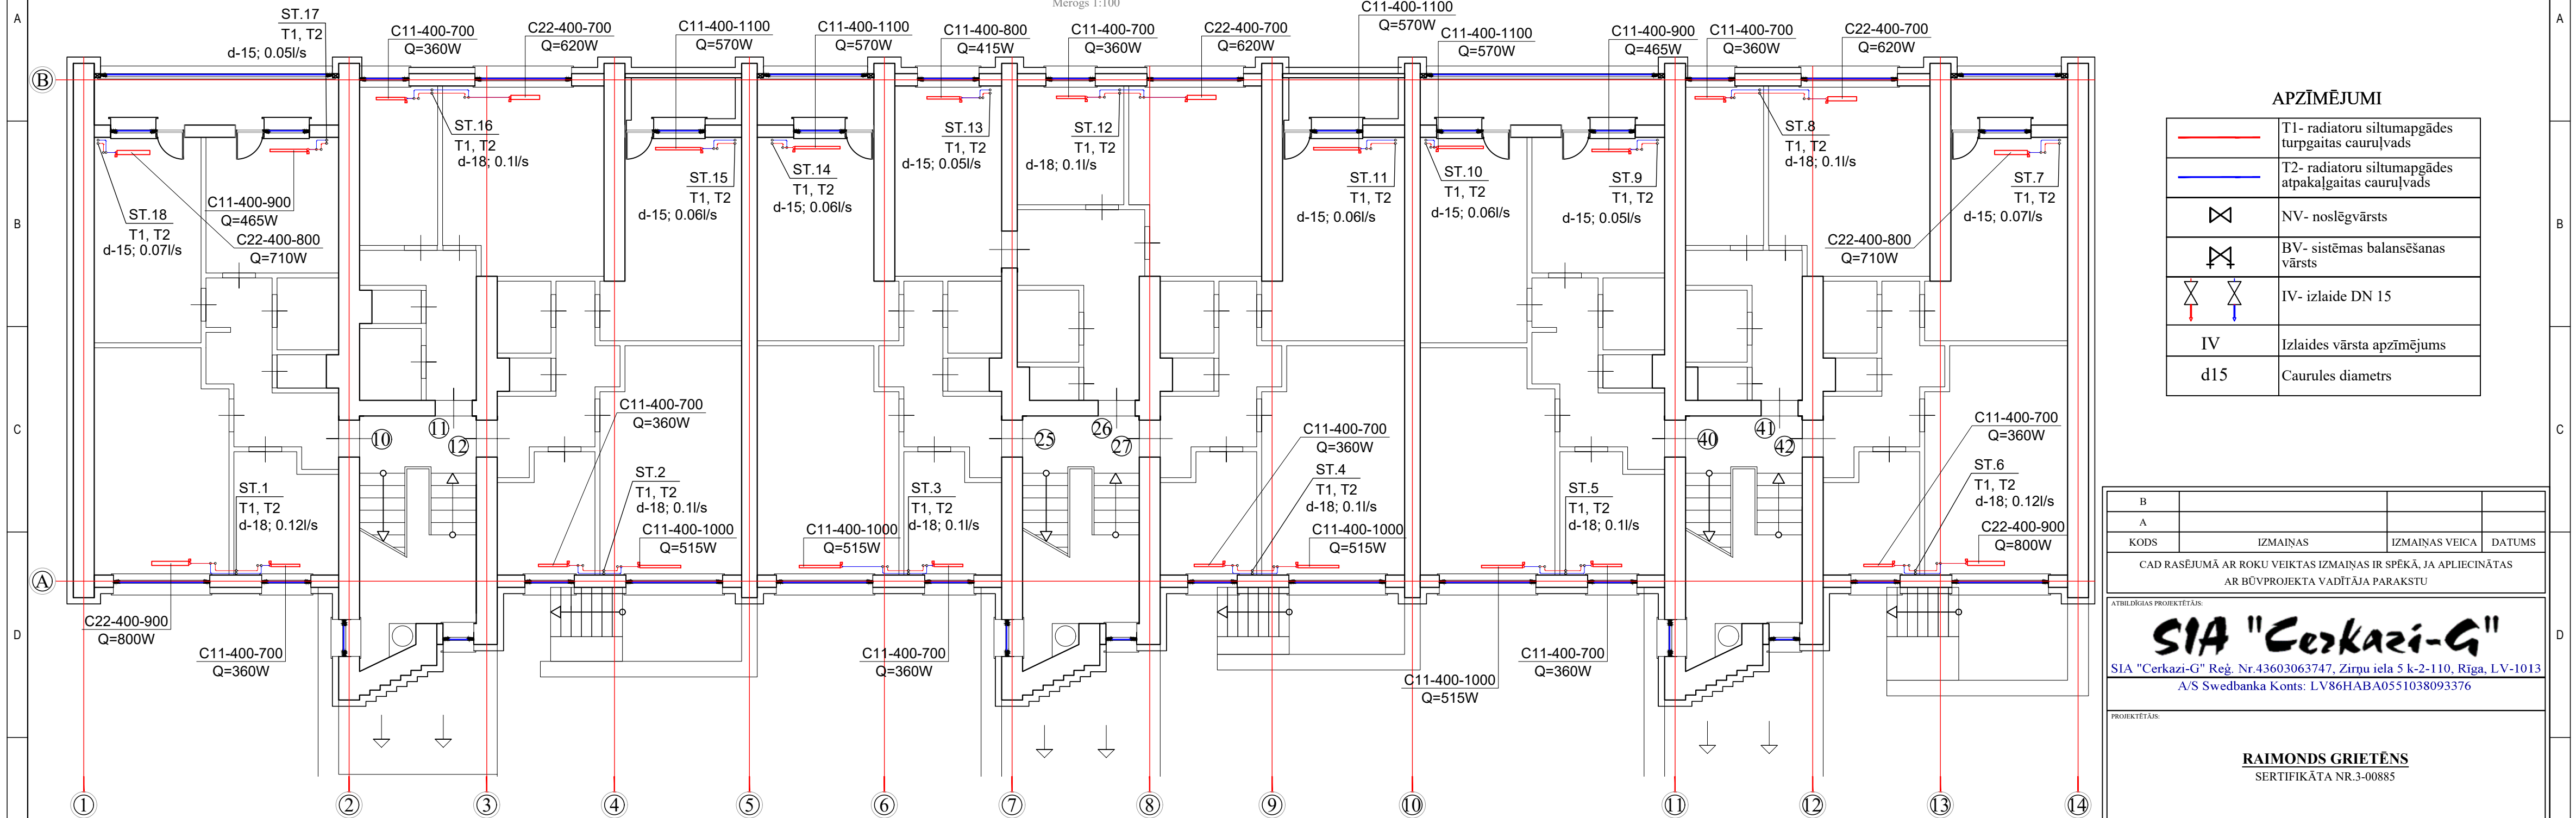 Merogs 1:100
A
A
ST.17
T1, T2
d-15; 0.05l/s
C11-400-700
Q=360W
C22-400-700
Q=620W
C11-400-1100
Q=570W
C11-400-1100
Q=570W
C11-400-800
Q=415W
C11-400-700
Q=360W
C22-400-700
Q=620W
C11-400-1100
Q=570W
C11-400-1100
Q=570W
C11-400-900
Q=465W
C11-400-700
Q=360W
C22-400-700
Q=620W
B
ST.16
T1, T2
d-18; 0.1l/s
ST.15
T1, T2
d-15; 0.06l/s
ST.14
T1, T2
d-15; 0.06l/s
ST.13
T1, T2
d-15; 0.05l/s
ST.12
T1, T2
d-18; 0.1l/s
ST.11
T1, T2
d-15; 0.06l/s
ST.10
T1, T2
d-15; 0.06l/s
ST.9
T1, T2
d-15; 0.05l/s
ST.8
T1, T2
d-18; 0.1l/s
ST.7
T1, T2
d-15; 0.07l/s
B
B
ST.18
T1, T2
d-15; 0.07l/s
C11-400-900
Q=465W
C22-400-800
Q=710W
C22-400-800
Q=710W
APZĪMĒJUMI
T1- radiatoru siltumapgādes
turpgaitas cauruļvads
T2- radiatoru siltumapgādes
atpakaļgaitas cauruļvads
NV- noslēgvārsts
BV- sistēmas balansēšanas
vārsts
IV- izlaide DN 15
IV
Izlaides vārsta apzīmējums
d15
Caurules diametrs
C
C
10
11
12
25
26
27
40
41
42
C11-400-700
Q=360W
C11-400-700
Q=360W
C11-400-700
Q=360W
ST.1
T1, T2
d-18; 0.12l/s
ST.2
T1, T2
d-18; 0.1l/s
C11-400-1000
Q=515W
C11-400-1000
Q=515W
ST.3
T1, T2
d-18; 0.1l/s
ST.4
T1, T2
d-18; 0.1l/s
C11-400-1000
Q=515W
ST.5
T1, T2
d-18; 0.1l/s
ST.6
T1, T2
d-18; 0.12l/s
C22-400-900
Q=800W
A
C22-400-900
Q=800W
C11-400-700
Q=360W
C11-400-700
Q=360W
C11-400-1000
Q=515W
C11-400-700
Q=360W
D
D
1
2
3
4
5
6
7
8
9
10
11
12
13
14
B
A
KODS
IZMAIŅAS
IZMAIŅAS VEICA
DATUMS
CAD RASĒJUMĀ AR ROKU VEIKTAS IZMAIŅAS IR SPĒKĀ, JA APLIECINĀTAS
AR BŪVPROJEKTA VADĪTĀJA PARAKSTU
ATBILDĪGIAS PROJEKTĒTĀJS:
SIA "Cerkazi-G"
SIA "Cerkazi-G" Reģ. Nr.43603063747, Zirņu iela 5 k-2-110, Rīga, LV-1013
A/S Swedbanka Konts: LV86HABA0551038093376
PROJEKTĒTĀJS:
RAIMONDS GRIETĒNS
SERTIFIKĀTA NR.3-00885